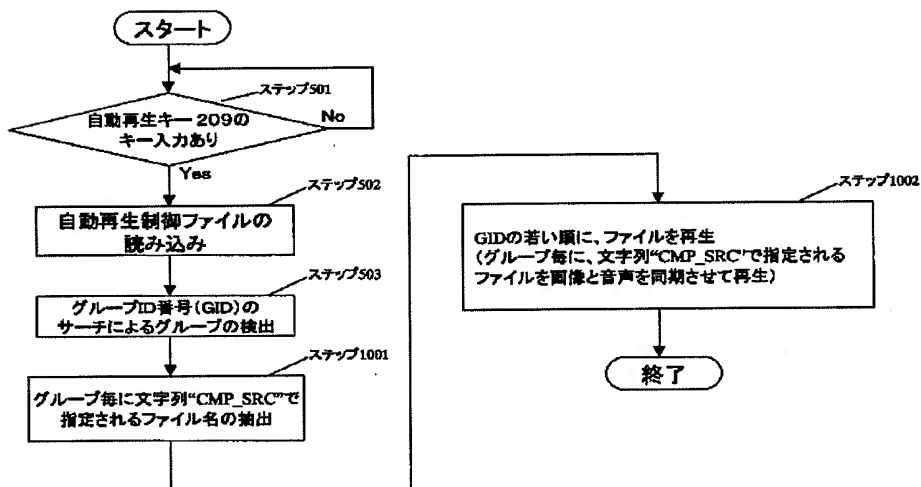 スタート
ステップ501
自動再生キー209の
キー入力あり
No
Yes
ステップ502
自動再生制御ファイルの
読み込み
ステップ503
グループID番号(GID)の
サーチによるグループの検出
ステップ1001
グループ毎に文字列“CMP_SRC”で
指定されるファイル名の抽出
ステップ1002
GIDの若い順に、ファイルを再生
(グループ毎に、文字列“CMP_SRC”で指定される
ファイルを画像と音声を同期させて再生)
終了